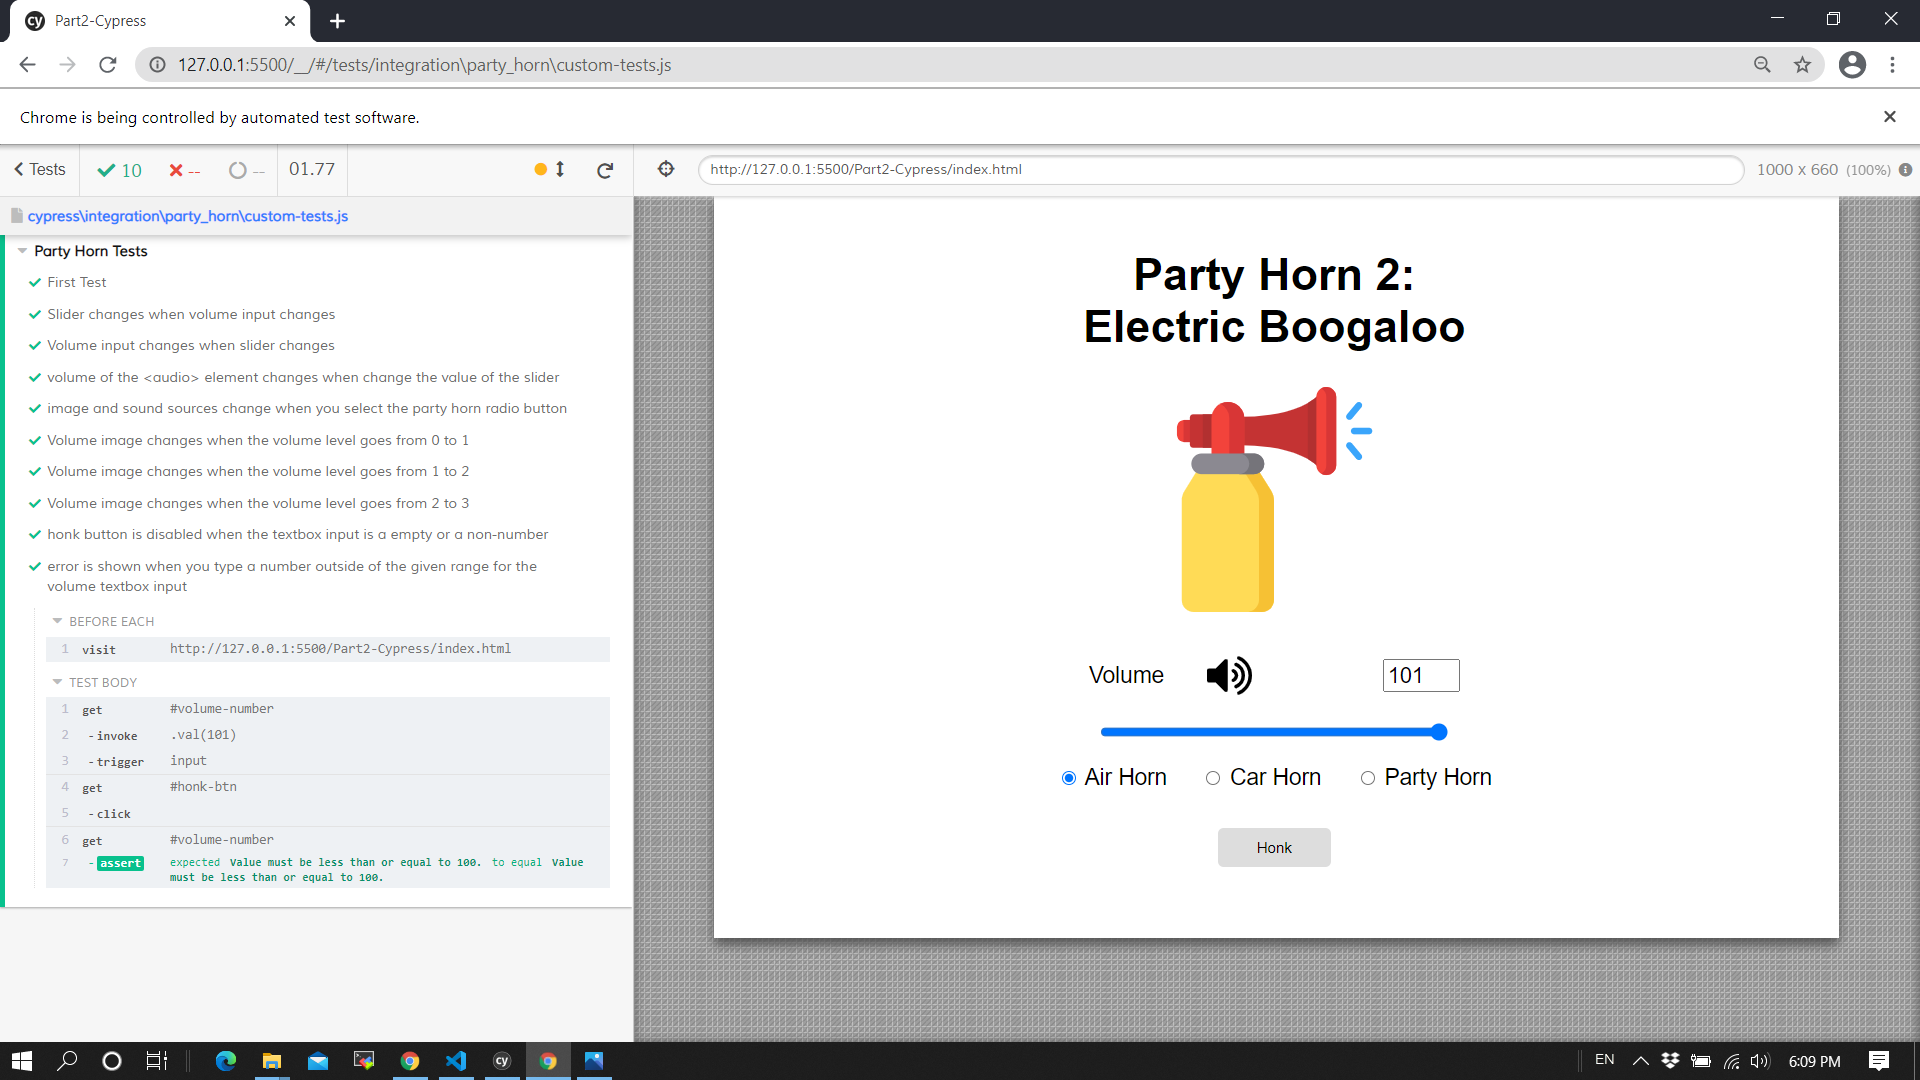 Part2-Cypress
127.0.0.1:5500/__/#/tests/integration\party_horn\custom-tests.js
Chrome is being controlled by automated test software.
Tests
10
--
--
01.77
http://127.0.0.1:5500/Part2-Cypress/index.html
1000 x 660 (100%)
cypress\integration\party_horn\custom-tests.js
Party Horn Tests
First Test
Slider changes when volume input changes
Volume input changes when slider changes
volume of the <audio> element changes when change the value of the slider
image and sound sources change when you select the party horn radio button
Volume image changes when the volume level goes from 0 to 1
Volume image changes when the volume level goes from 1 to 2
Volume image changes when the volume level goes from 2 to 3
honk button is disabled when the textbox input is a empty or a non-number
error is shown when you type a number outside of the given range for the
volume textbox input
BEFORE EACH
1 visit http://127.0.0.1:5500/Part2-Cypress/index.html
TEST BODY
1 get #volume-number
2 - invoke .val(101)
3 - trigger input
4 get #honk-btn
5 - click
6 get #volume-number
7 - assert expected Value must be less than or equal to 100. to equal Value
must be less than or equal to 100.
Party Horn 2:
Electric Boogaloo
Volume 101
Air Horn Car Horn Party Horn
Honk
cy
EN
6:09 PM